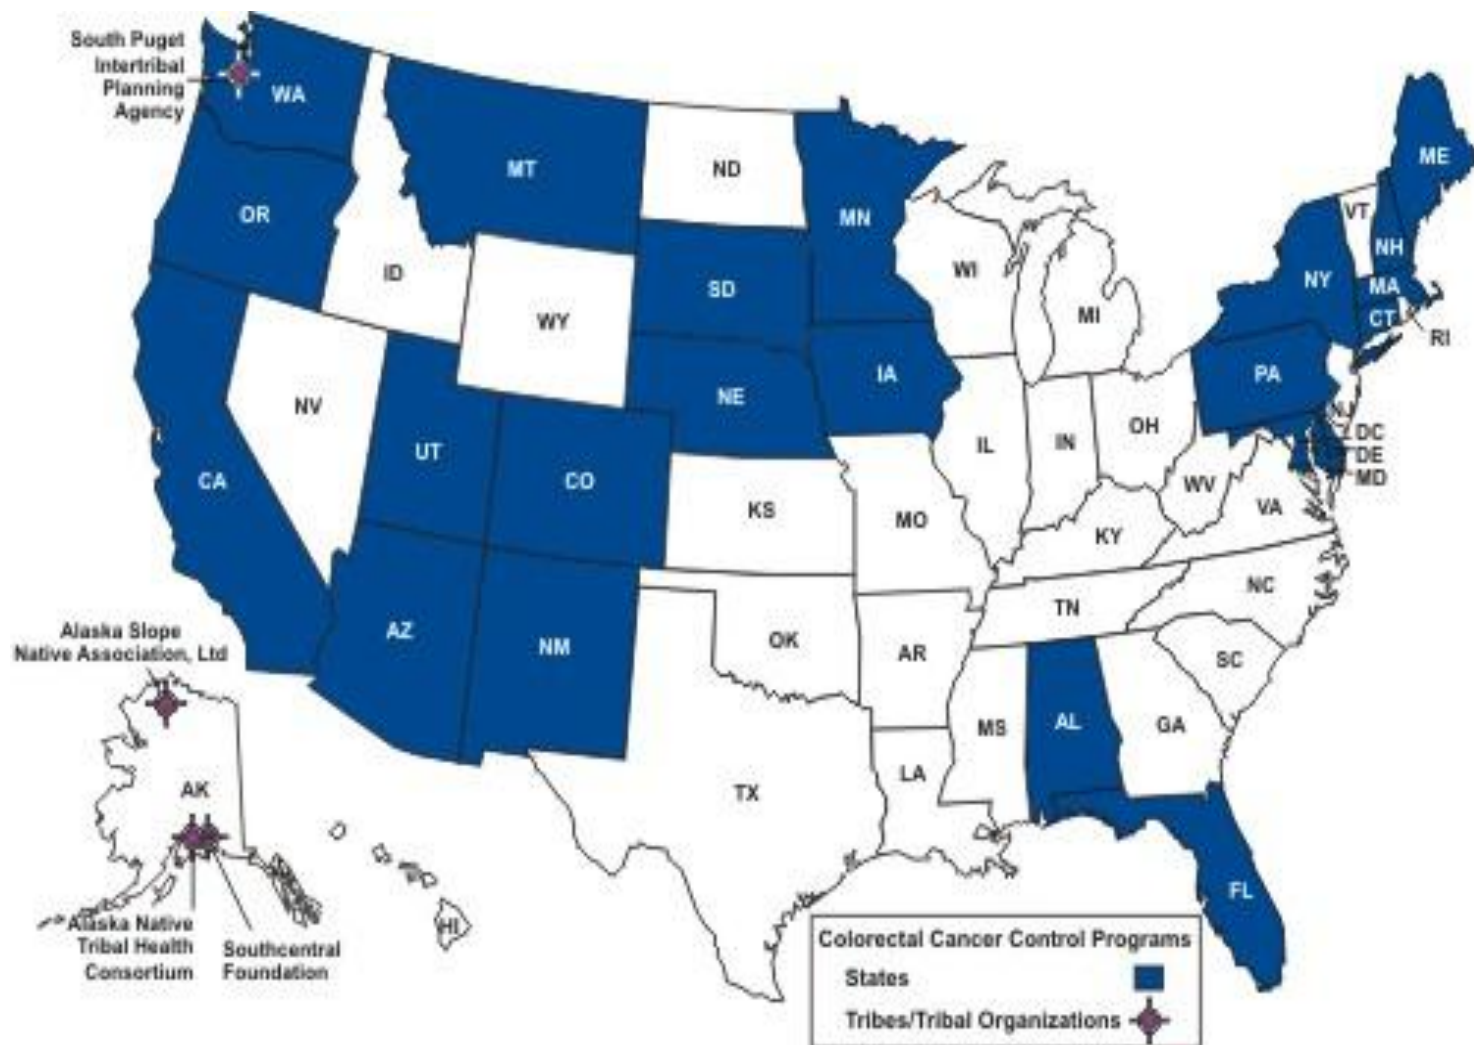 South Puget
Intertribal
Planning
Agency
WA
MT
ND
MN
ME
OR
ID
WY
SD
WI
MI
NY
VT
NH
MA
CT
RI
CA
NV
UT
CO
NE
IA
IL
IN
OH
PA
NJ
DC
DE
MD
KS
MO
KY
WV
VA
AZ
NM
OK
AR
TN
NC
SC
TX
LA
MS
AL
GA
FL
Alaska Slope
Native Association, Ltd
AK
HI
Alaska Native
Tribal Health
Consortium
Southcentral
Foundation
Colorectal Cancer Control Programs
States
Tribes/Tribal Organizations